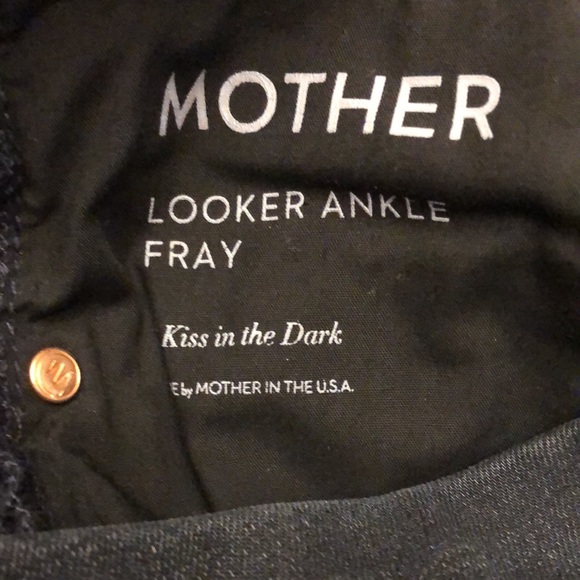 MOTHER
LOOKER ANKLE
FRAY
Kiss in the Dark
by MOTHER IN THE U.S.A.